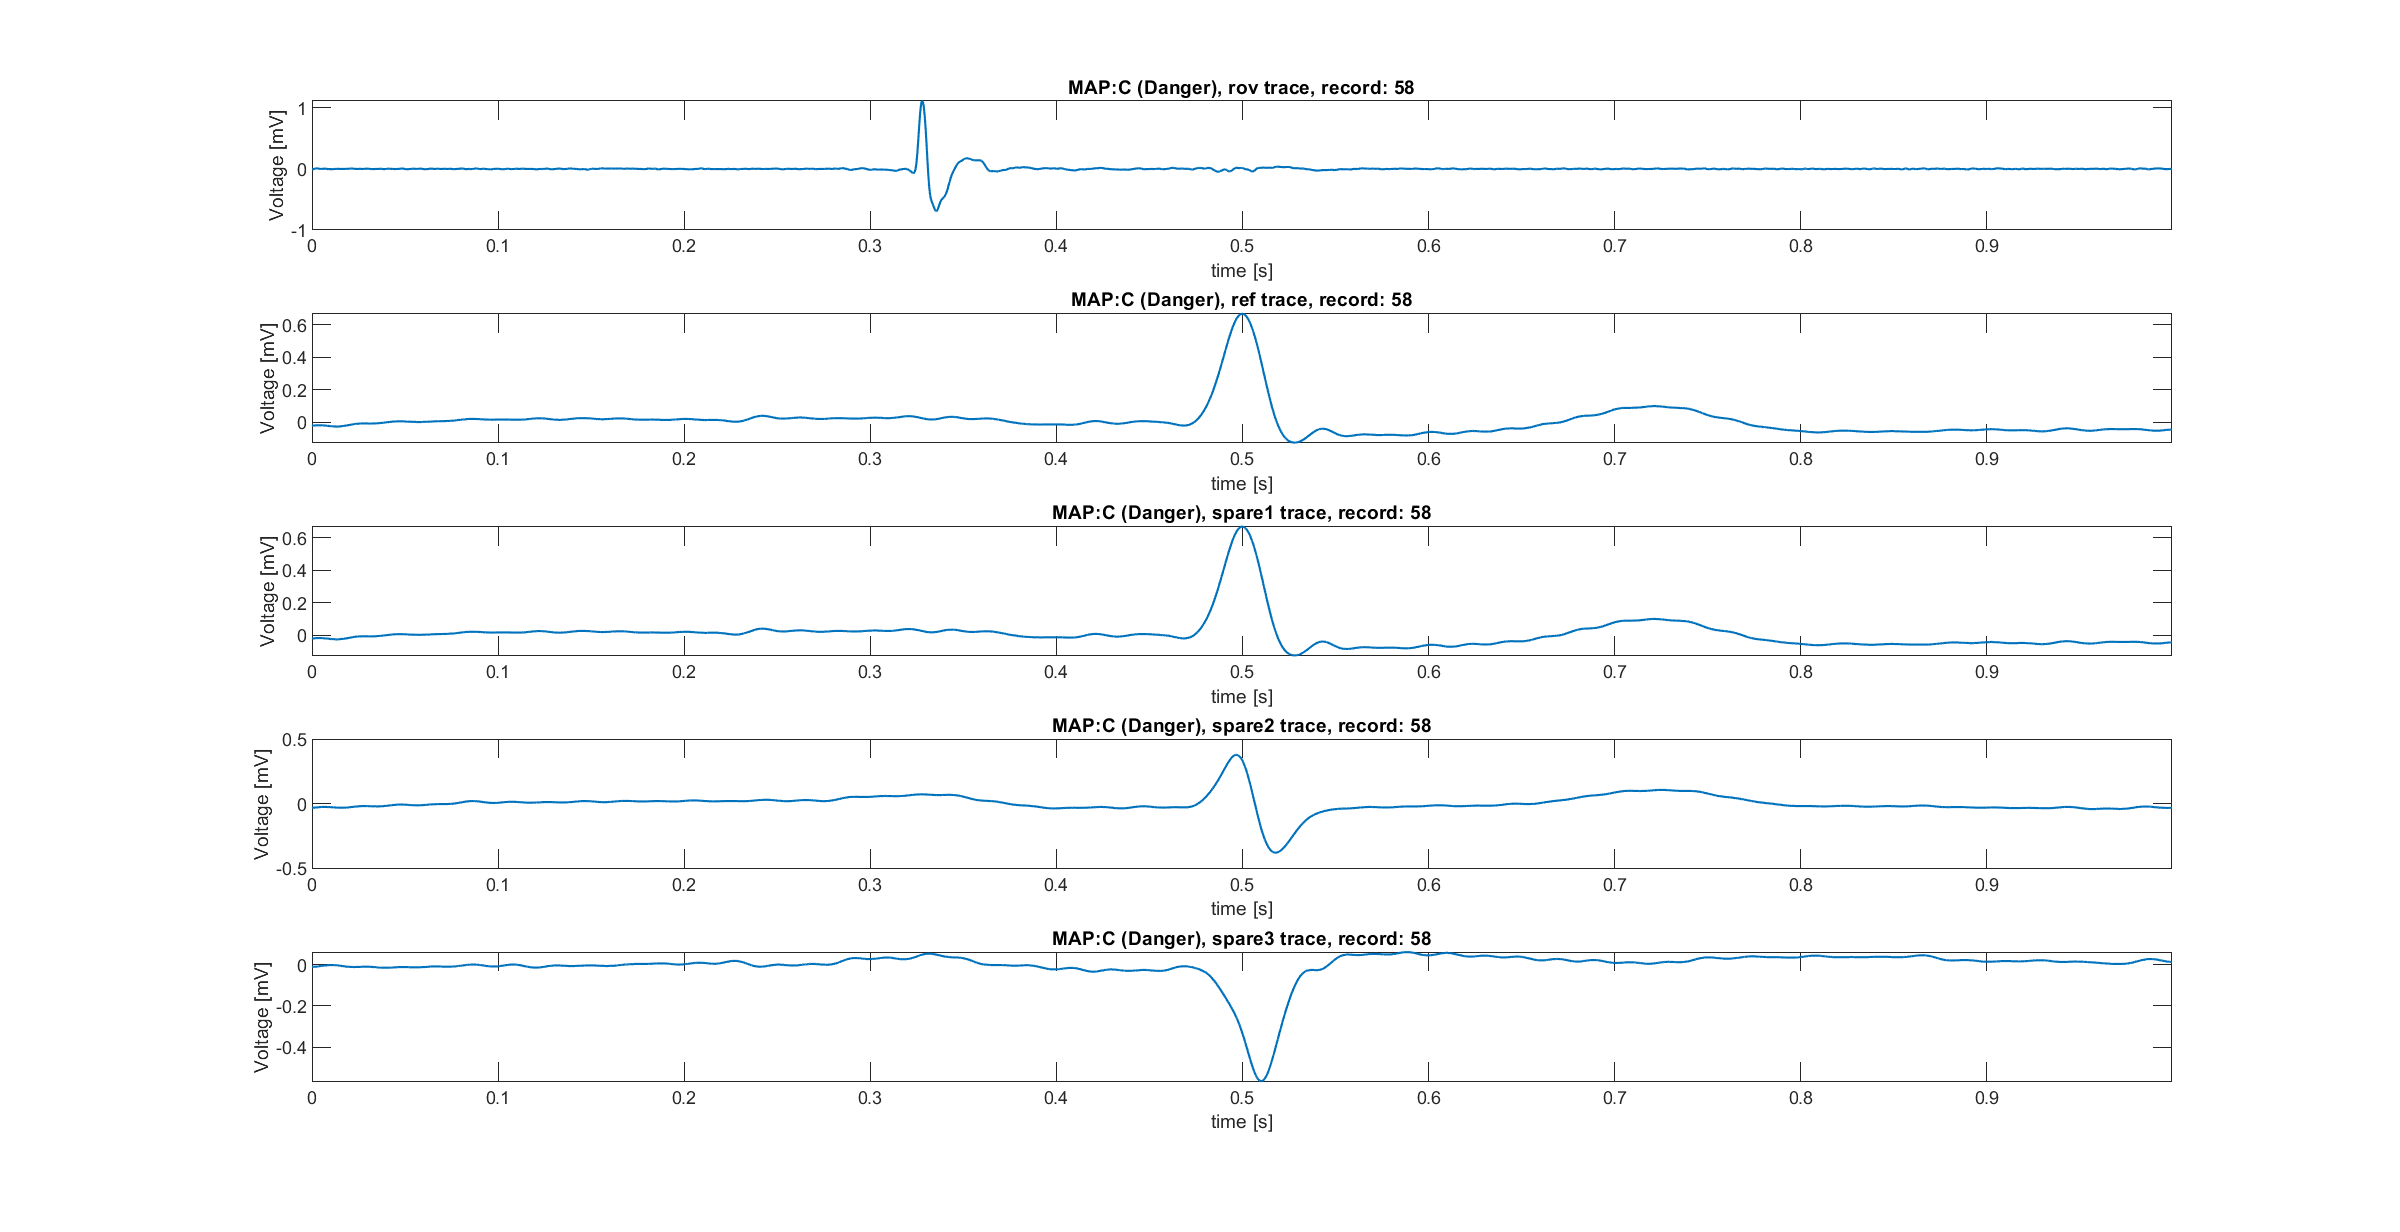 MAP:C (Danger), rov trace, record: 58
Voltage [mV]
1
0
-1
0 0.1 0.2 0.3 0.4 0.5 0.6 0.7 0.8 0.9
time [s]
MAP:C (Danger), ref trace, record: 58
Voltage [mV]
0.6
0.4
0.2
0
0 0.1 0.2 0.3 0.4 0.5 0.6 0.7 0.8 0.9
time [s]
MAP:C (Danger), spare1 trace, record: 58
Voltage [mV]
0.6
0.4
0.2
0
0 0.1 0.2 0.3 0.4 0.5 0.6 0.7 0.8 0.9
time [s]
MAP:C (Danger), spare2 trace, record: 58
Voltage [mV]
0.5
0
-0.5
0 0.1 0.2 0.3 0.4 0.5 0.6 0.7 0.8 0.9
time [s]
MAP:C (Danger), spare3 trace, record: 58
Voltage [mV]
0
-0.2
-0.4
0 0.1 0.2 0.3 0.4 0.5 0.6 0.7 0.8 0.9
time [s]